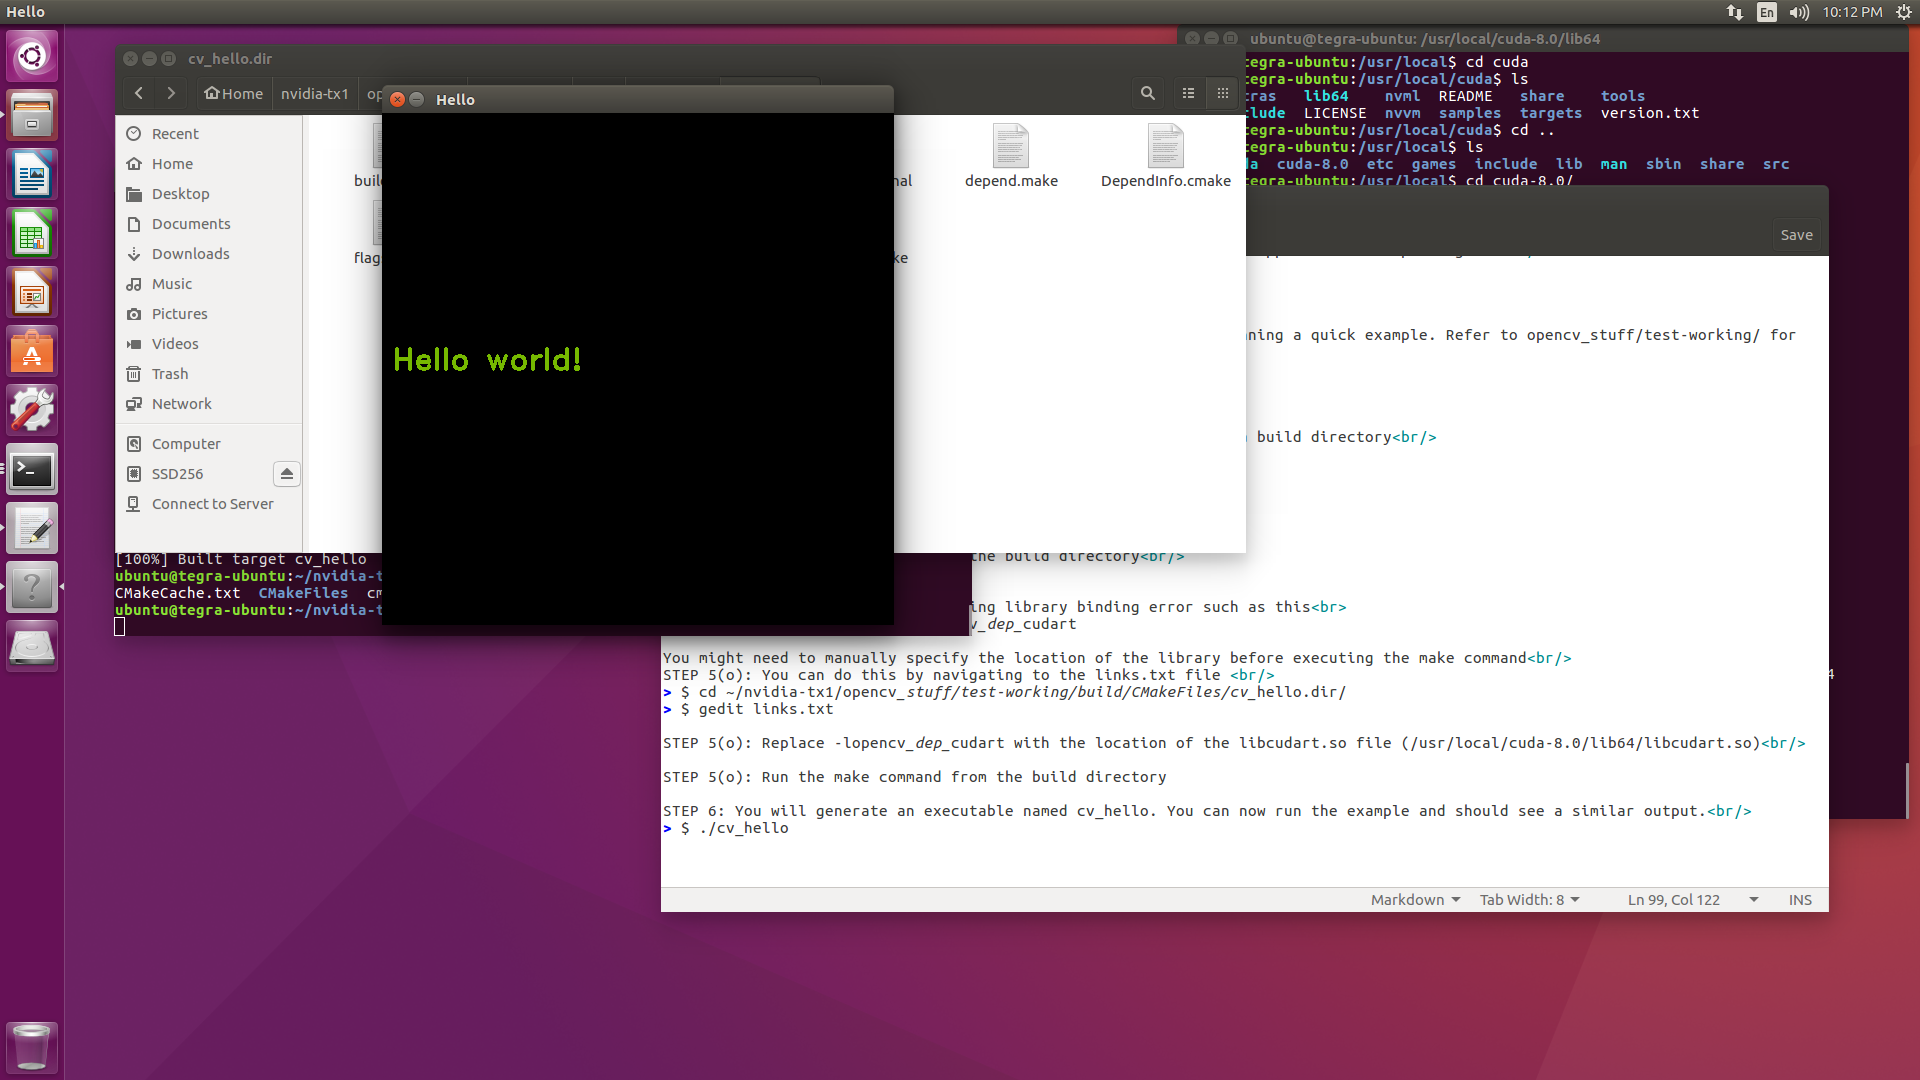 Hello
En
10:12 PM
cv_hello.dir
Home
nvidia-tx1
Recent
Home
Desktop
Documents
Downloads
Music
Pictures
Videos
Trash
Network
Computer
SSD256
Connect to Server
depend.make
DependInfo.cmake
Hello
Hello world!
ubuntu@tegra-ubuntu: /usr/local/cuda-8.0/lib64
tegra-ubuntu:/usr/local$ cd cuda
tegra-ubuntu:/usr/local/cuda$ ls
lib64 nvml README share tools
LICENSE nvvm samples targets version.txt
tegra-ubuntu:/usr/local/cuda$ cd ..
tegra-ubuntu:/usr/local$ ls
cuda-8.0 etc games include lib man sbin share src
tegra-ubuntu:/usr/local$ cd cuda-8.0/
[100%] Built target cv_hello
ubuntu@tegra-ubuntu:~/nvidia-t
CMakeCache.txt CMakeFiles cm
ubuntu@tegra-ubuntu:~/nvidia-t
Save
a quick example. Refer to opencv_stuff/test-working/ for
build directory<br/>
the build directory<br/>
library binding error such as this<br>
_dep_cudart
You might need to manually specify the location of the library before executing the make command<br/>
STEP 5(o): You can do this by navigating to the links.txt file <br/>
> $ cd ~/nvidia-tx1/opencv_stuff/test-working/build/CMakeFiles/cv_hello.dir/
> $ gedit links.txt
STEP 5(o): Replace -lopencv_dep_cudart with the location of the libcudart.so file (/usr/local/cuda-8.0/lib64/libcudart.so)<br/>
STEP 5(o): Run the make command from the build directory
STEP 6: You will generate an executable named cv_hello. You can now run the example and should see a similar output.<br/>
> $ ./cv_hello
Markdown
Tab Width: 8
Ln 99, Col 122
INS